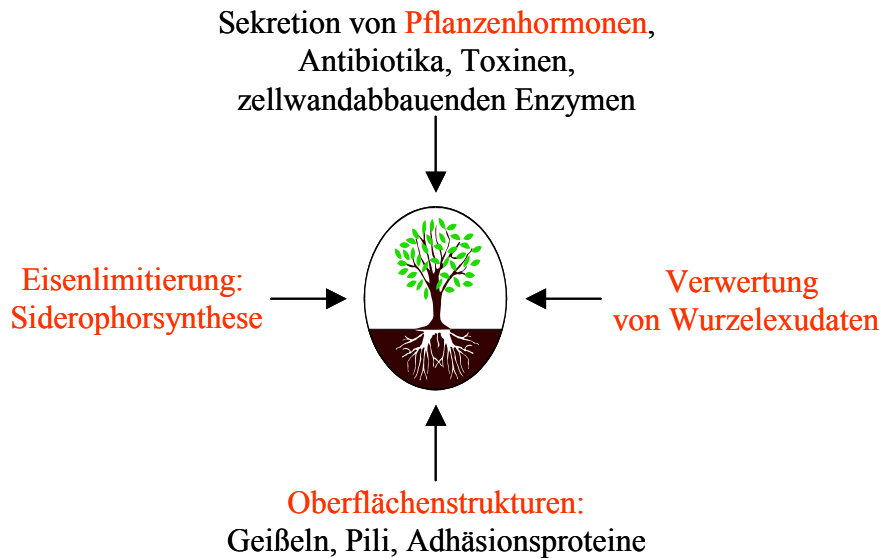 Sekretion von Pflanzenhormonen,
Antibiotika, Toxinen,
zellwandabbauenden Enzymen
Eisenlimitierung:
Siderophorsynthese
Verwertung
von Wurzelexudaten
Oberflächenstrukturen:
Geißeln, Pili, Adhäsionsproteine